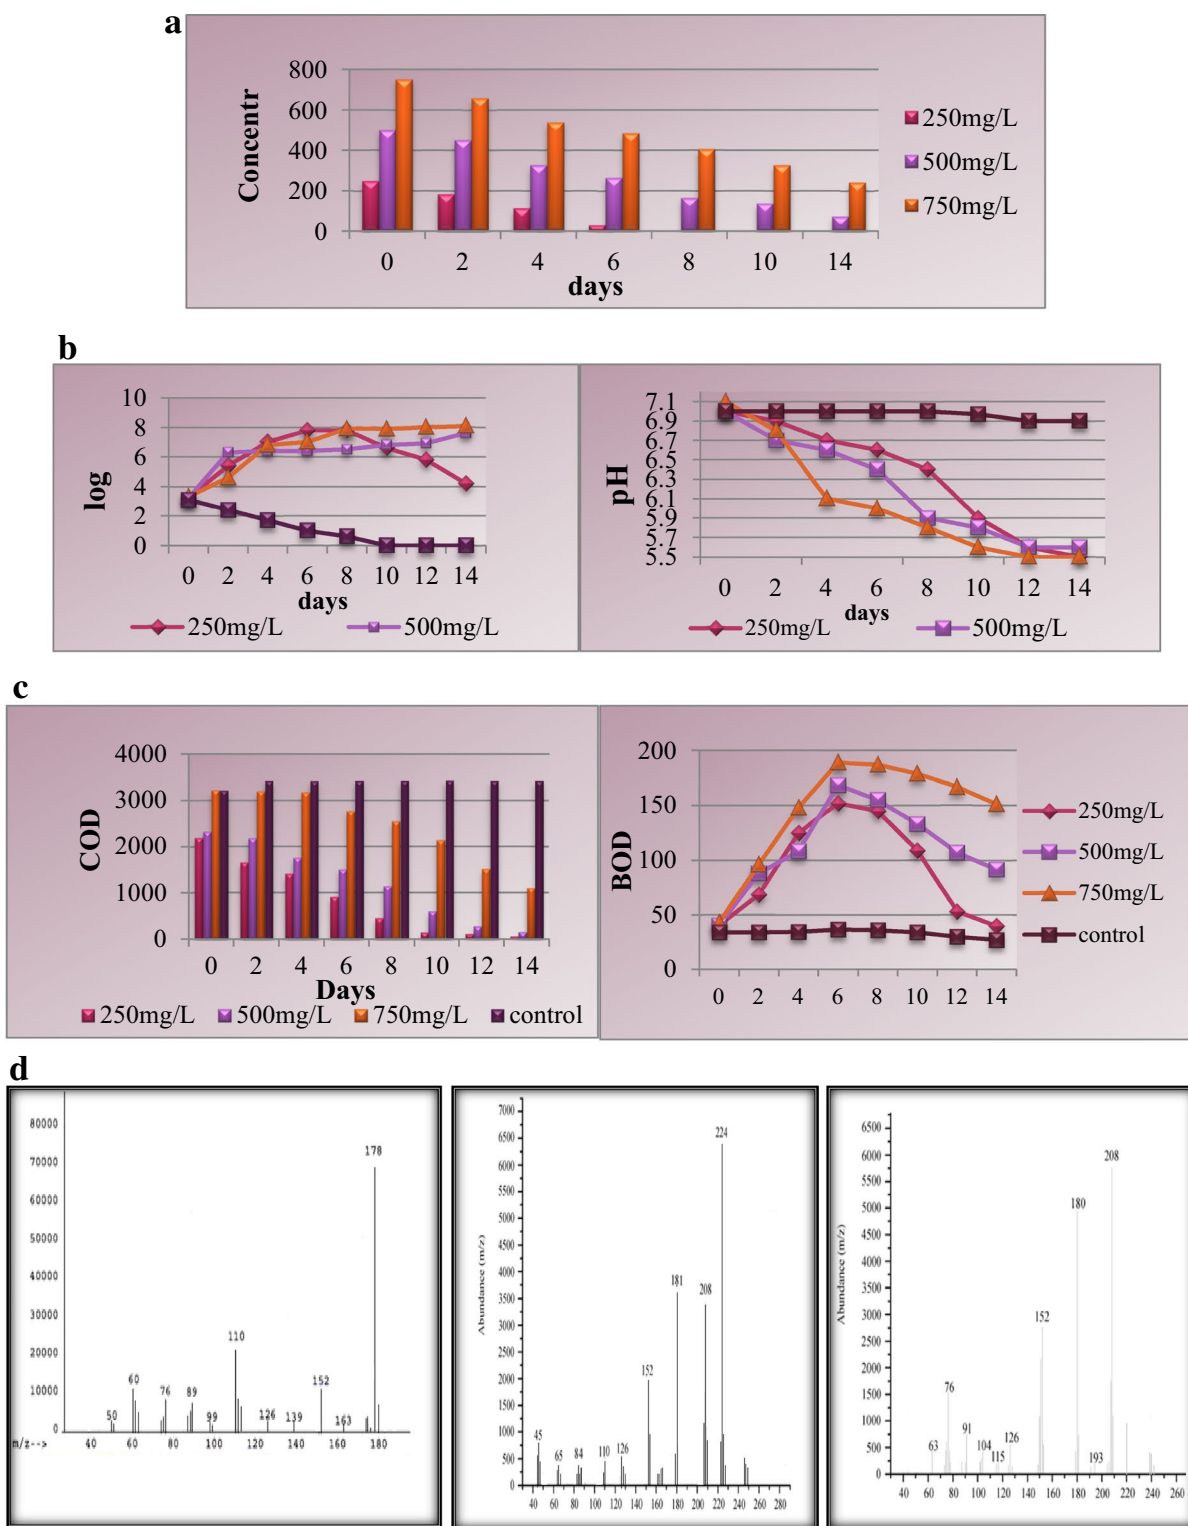 a
800
600
400
200
0
Concentr
0 2 4 6 8 10 14
days
250mg/L
500mg/L
750mg/L
b
10
8
6
4
2
0
log
0 2 4 6 8 10 12 14
days
250mg/L 500mg/L
7.1
6.9
6.7
6.5
6.3
6.1
5.9
5.7
5.5
pH
0 2 4 6 8 10 12 14
days
250mg/L 500mg/L
c
4000
3000
2000
1000
0
COD
0 2 4 6 8 10 12 14
Days
250mg/L 500mg/L 750mg/L control
200
150
100
50
0
BOD
0 2 4 6 8 10 12 14
250mg/L
500mg/L
750mg/L
control
d
80000
70000
60000
50000
40000
30000
20000
10000
0
178
110
60
76
89
152
50
99
126
139
163
m/z--> 40 60 80 100 120 140 160 180
7000
6500
6000
5500
5000
4500
4000
3500
3000
2500
2000
1500
1000
500
0
Abundance (m/z)
224
181
208
152
45
65
84
110
126
40 60 80 100 120 140 160 180 200 220 240 260 280
6500
6000
5500
5000
4500
4000
3500
3000
2500
2000
1500
1000
500
0
Abundance (m/z)
208
180
152
76
91
126
63
104
115
193
40 60 80 100 120 140 160 180 200 220 240 260